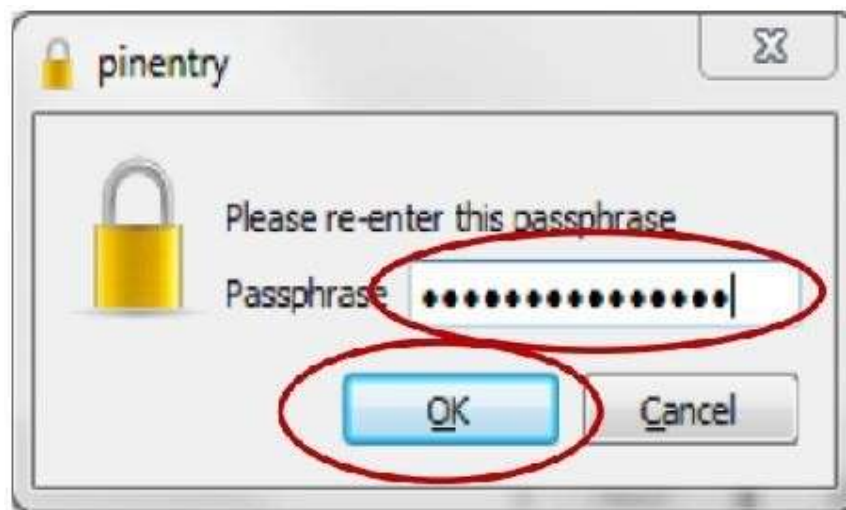 pinentry
Please re-enter this passphrase
Passphrase •••••••••••••••
OK Cancel